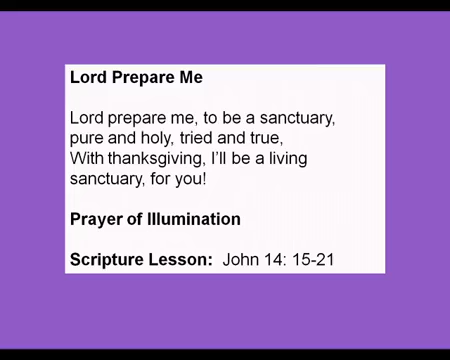 Lord Prepare Me
Lord prepare me, to be a sanctuary,
pure and holy, tried and true,
With thanksgiving, I'll be a living
sanctuary, for you!
Prayer of Illumination
Scripture Lesson:  John 14: 15-21